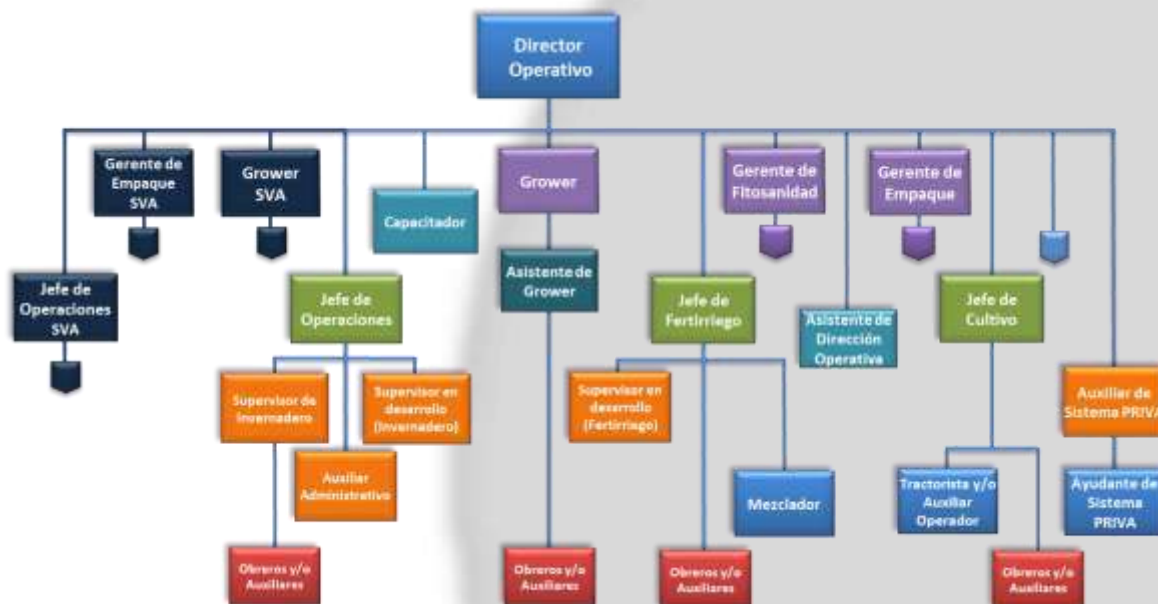 Director
Operativo
Gerente de
Empaque
SVA
Grower
SVA
Capacitador
Grower
Gerente de
Fitosanidad
Gerente de
Empaque
Jefe de
Operaciones
SVA
Jefe de
Operaciones
Asistente de
Grower
Jefe de
Fertirriego
Asistente de
Dirección
Operativa
Jefe de
Cultivo
Supervisor de
Invernadero
Supervisor en
desarrollo
(Invernadero)
Supervisor en
desarrollo
(Fertirriego)
Auxiliar de
Sistema PRIVA
Auxiliar
Administrativo
Mezclador
Tractorista y/o
Auxiliar
Operador
Ayudante de
Sistema
PRIVA
Obreros y/o
Auxiliares
Obreros y/o
Auxiliares
Obreros y/o
Auxiliares
Obreros y/o
Auxiliares